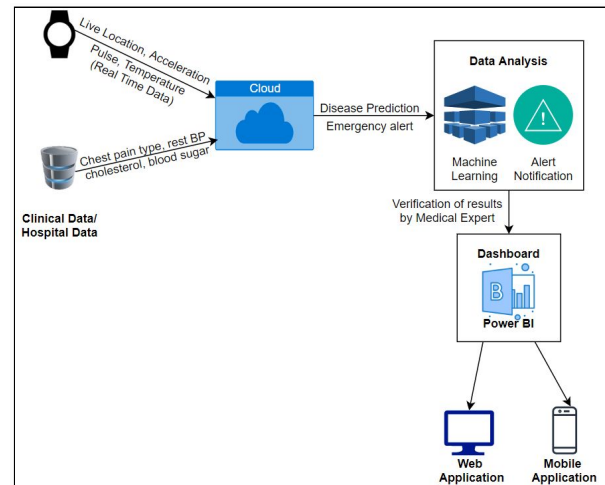 Live Location, Acceleration
Pulse, Temperature
(Real Time Data)
Cloud
Chest pain type, rest BP
cholesterol, blood sugar
Clinical Data/
Hospital Data
Disease Prediction
Emergency alert
Data Analysis
Machine
Learning
Alert
Notification
Verification of results
by Medical Expert
Dashboard
B
Power BI
Web
Application
Mobile
Application